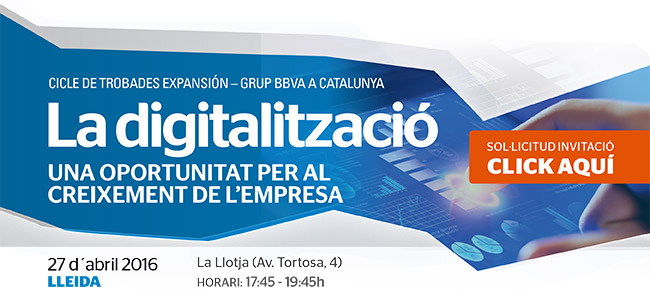 CICLE DE TROBADES EXPANSIÓN – GRUP BBVA A CATALUNYA
La digitalització
UNA OPORTUNITAT PER AL
CREIXEMENT DE L'EMPRESA
SOL·LICITUD INVITACIÓ
CLICK AQUÍ
27 d´abril 2016
LLEIDA
La Llotja (Av. Tortosa, 4)
HORARI: 17:45 - 19:45h